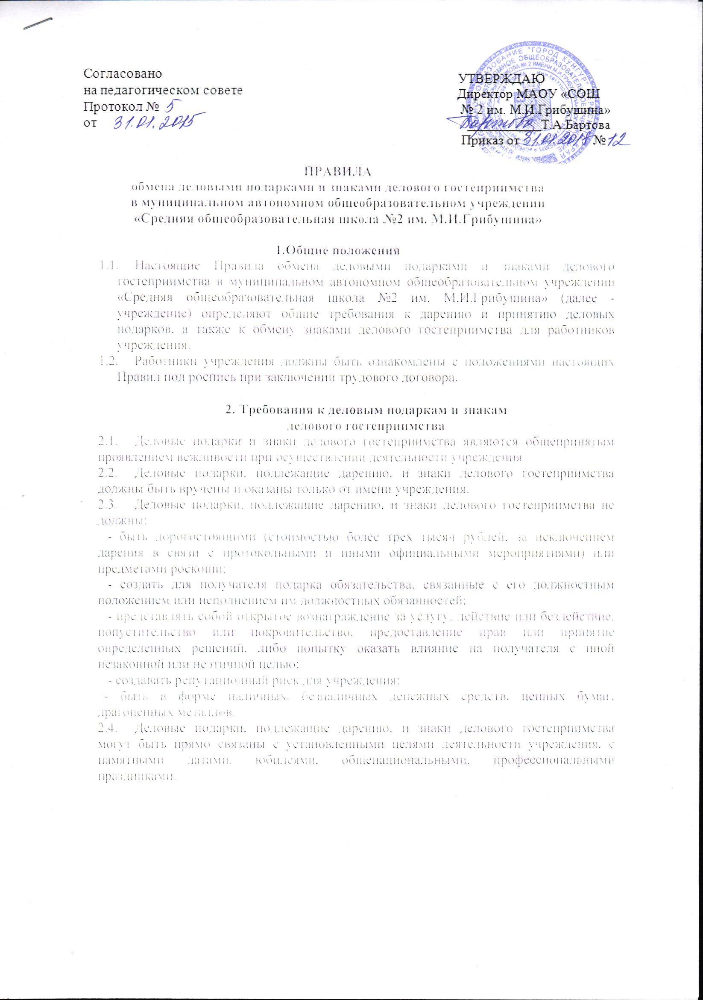 Согласовано
на педагогическом совете
Протокол № 5
от 31.01.2015
УТВЕРЖДАЮ
Директор МАОУ «СОШ
№ 2 им. М.И.Грибушина»
Бартова Т.А.Бартова
Приказ от 31.01.2018 № 12
ПРАВИЛА
обмена деловыми подарками и знаками делового гостеприимства
в муниципальном автономном общеобразовательном учреждении
«Средняя общеобразовательная школа №2 им. М.И.Грибушина»
1.Общие положения
1.1. Настоящие Правила обмена деловыми подарками и знаками делового
гостеприимства в муниципальном автономном общеобразовательном учреждении
«Средняя общеобразовательная школа №2 им. М.И.Грибушина» (далее -
учреждение) определяют общие требования к дарению и принятию деловых
подарков, а также к обмену знаками делового гостеприимства для работников
учреждения.
1.2. Работники учреждения должны быть ознакомлены с положениями настоящих
Правил под роспись при заключении трудового договора.
2. Требования к деловым подаркам и знакам
делового гостеприимства
2.1. Деловые подарки и знаки делового гостеприимства являются общепринятым
проявлением вежливости при осуществлении деятельности учреждения.
2.2. Деловые подарки, подлежащие дарению, и знаки делового гостеприимства
должны быть вручены и оказаны только от имени учреждения.
2.3. Деловые подарки, подлежащие дарению, и знаки делового гостеприимства не
должны:
- быть дорогостоящими (стоимостью более трех тысяч рублей, за исключением
дарения в связи с протокольными и иными официальными мероприятиями) или
предметами роскоши;
- создать для получателя подарка обязательства, связанные с его должностным
положением или исполнением им должностных обязанностей;
- представлять собой открытое вознаграждение за услугу, действие или бездействие,
попустительство или покровительство, предоставление прав или принятие
определенных решений, либо попытку оказать влияние на получателя с иной
незаконной или неэтичной целью;
- создавать репутационный риск для учреждения;
- быть в форме наличных, безналичных денежных средств, ценных бумаг,
драгоценных металлов.
2.4. Деловые подарки, подлежащие дарению, и знаки делового гостеприимства
могут быть прямо связаны с установленными целями деятельности учреждения, с
памятными датами, юбилеями, общенациональными, профессиональными
праздниками.